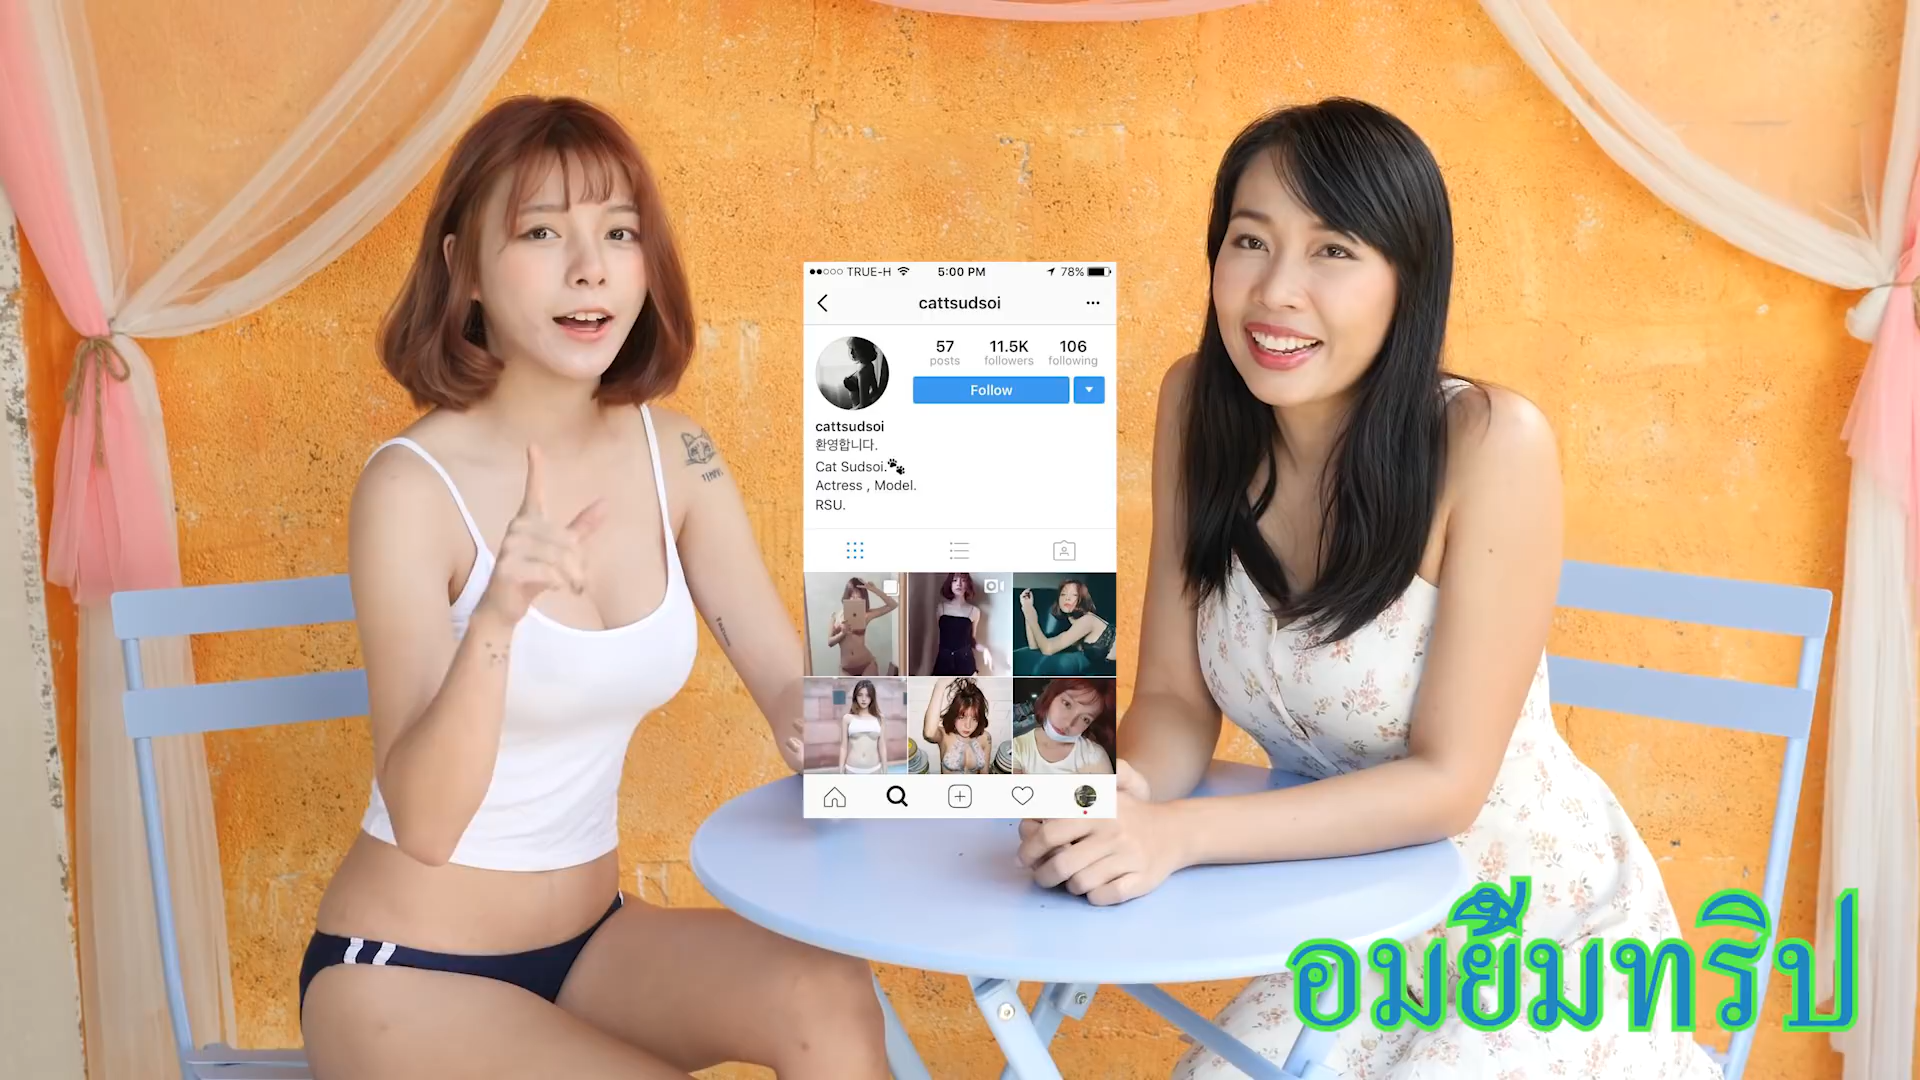 TRUE-H 5:00 PM 78%
cattsudsoi
57 11.5K 106
posts followers following
Follow
cattsudsoi
환영합니다.
Cat Sudsoi.🐾
Actress , Model.
RSU.
อมยิ้มทริป